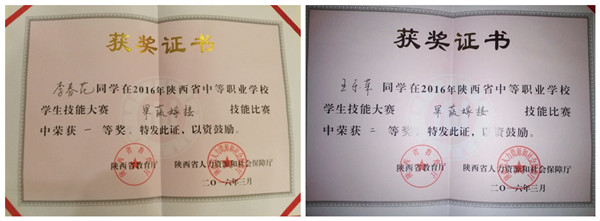 获奖证书
李春花同学在2016年陕西省中等职业学校
学生技能大赛 果蔬嫁接 技能比赛
中荣获 一 等奖，特发此证，以资鼓励。
陕西省教育厅 陕西省人力资源和社会保障厅
二〇一六年三月
获奖证书
同学在2016年陕西省中等职业学校
学生技能大赛 果蔬嫁接 技能比赛
中荣获 二 等奖，特发此证，以资鼓励。
陕西省教育厅 陕西省人力资源和社会保障厅
二〇一六年三月